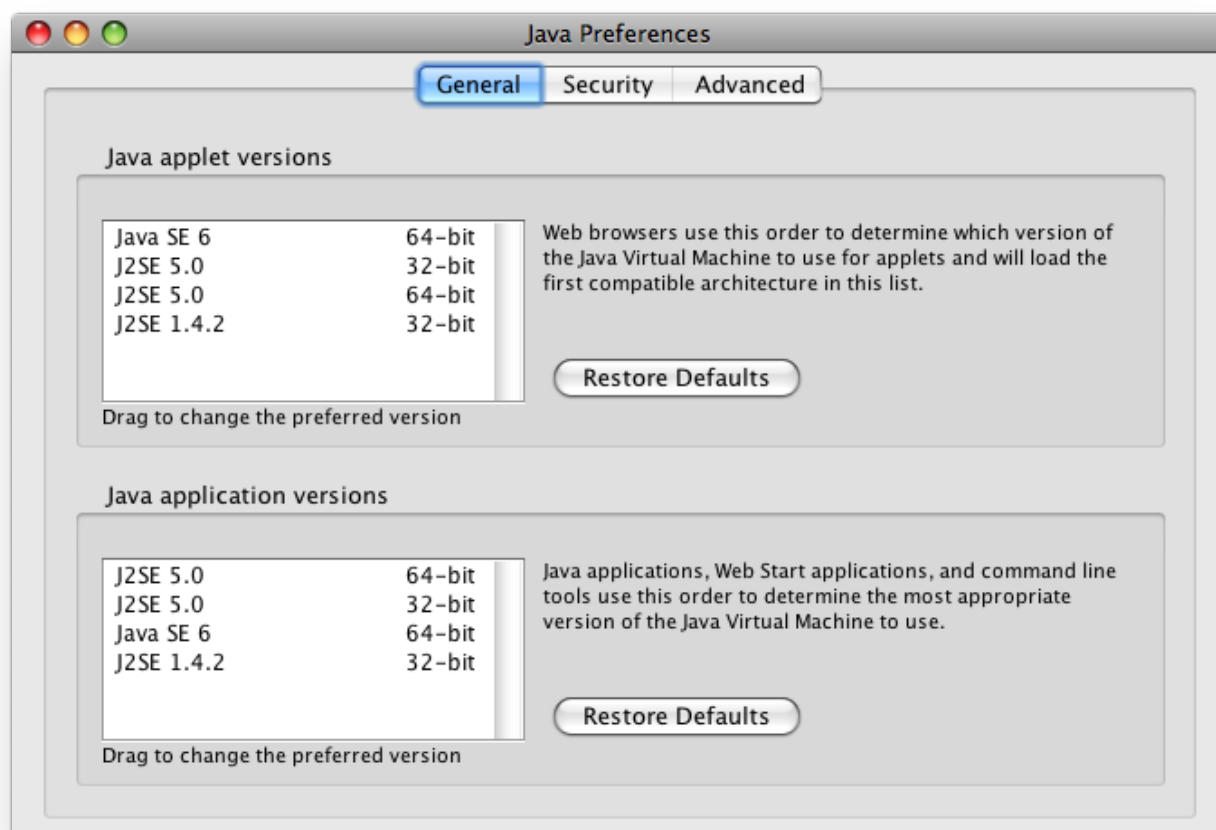 Java Preferences
General Security Advanced
Java applet versions
Java SE 6 64-bit
J2SE 5.0 32-bit
J2SE 5.0 64-bit
J2SE 1.4.2 32-bit
Drag to change the preferred version
Web browsers use this order to determine which version of
the Java Virtual Machine to use for applets and will load the
first compatible architecture in this list.
Restore Defaults
Java application versions
J2SE 5.0 64-bit
J2SE 5.0 32-bit
Java SE 6 64-bit
J2SE 1.4.2 32-bit
Drag to change the preferred version
Java applications, Web Start applications, and command line
tools use this order to determine the most appropriate
version of the Java Virtual Machine to use.
Restore Defaults